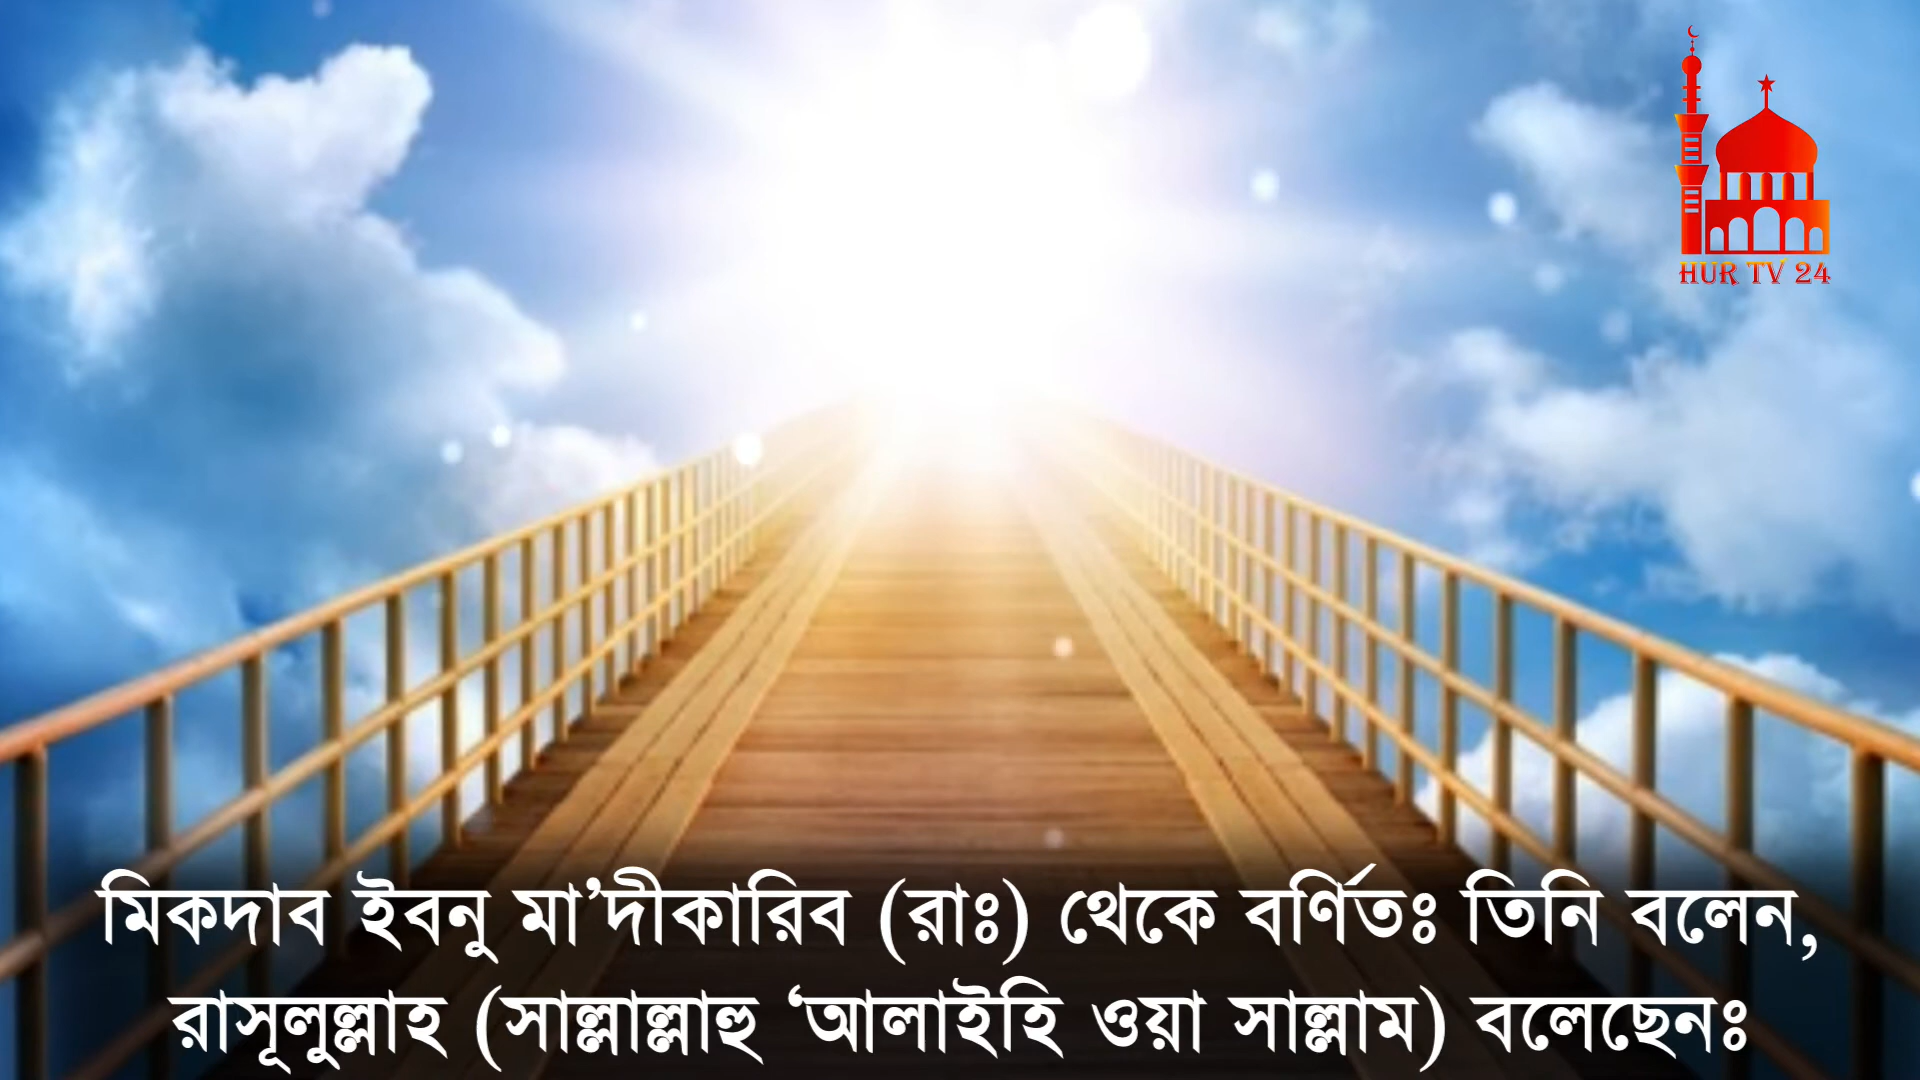 HUR TV 24
মিকদাব ইবনু মা’দীকারিব (রাঃ) থেকে বর্ণিতঃ তিনি বলেন,
রাসূলুল্লাহ (সাল্লাল্লাহু ‘আলাইহি ওয়া সাল্লাম) বলেছেনঃ